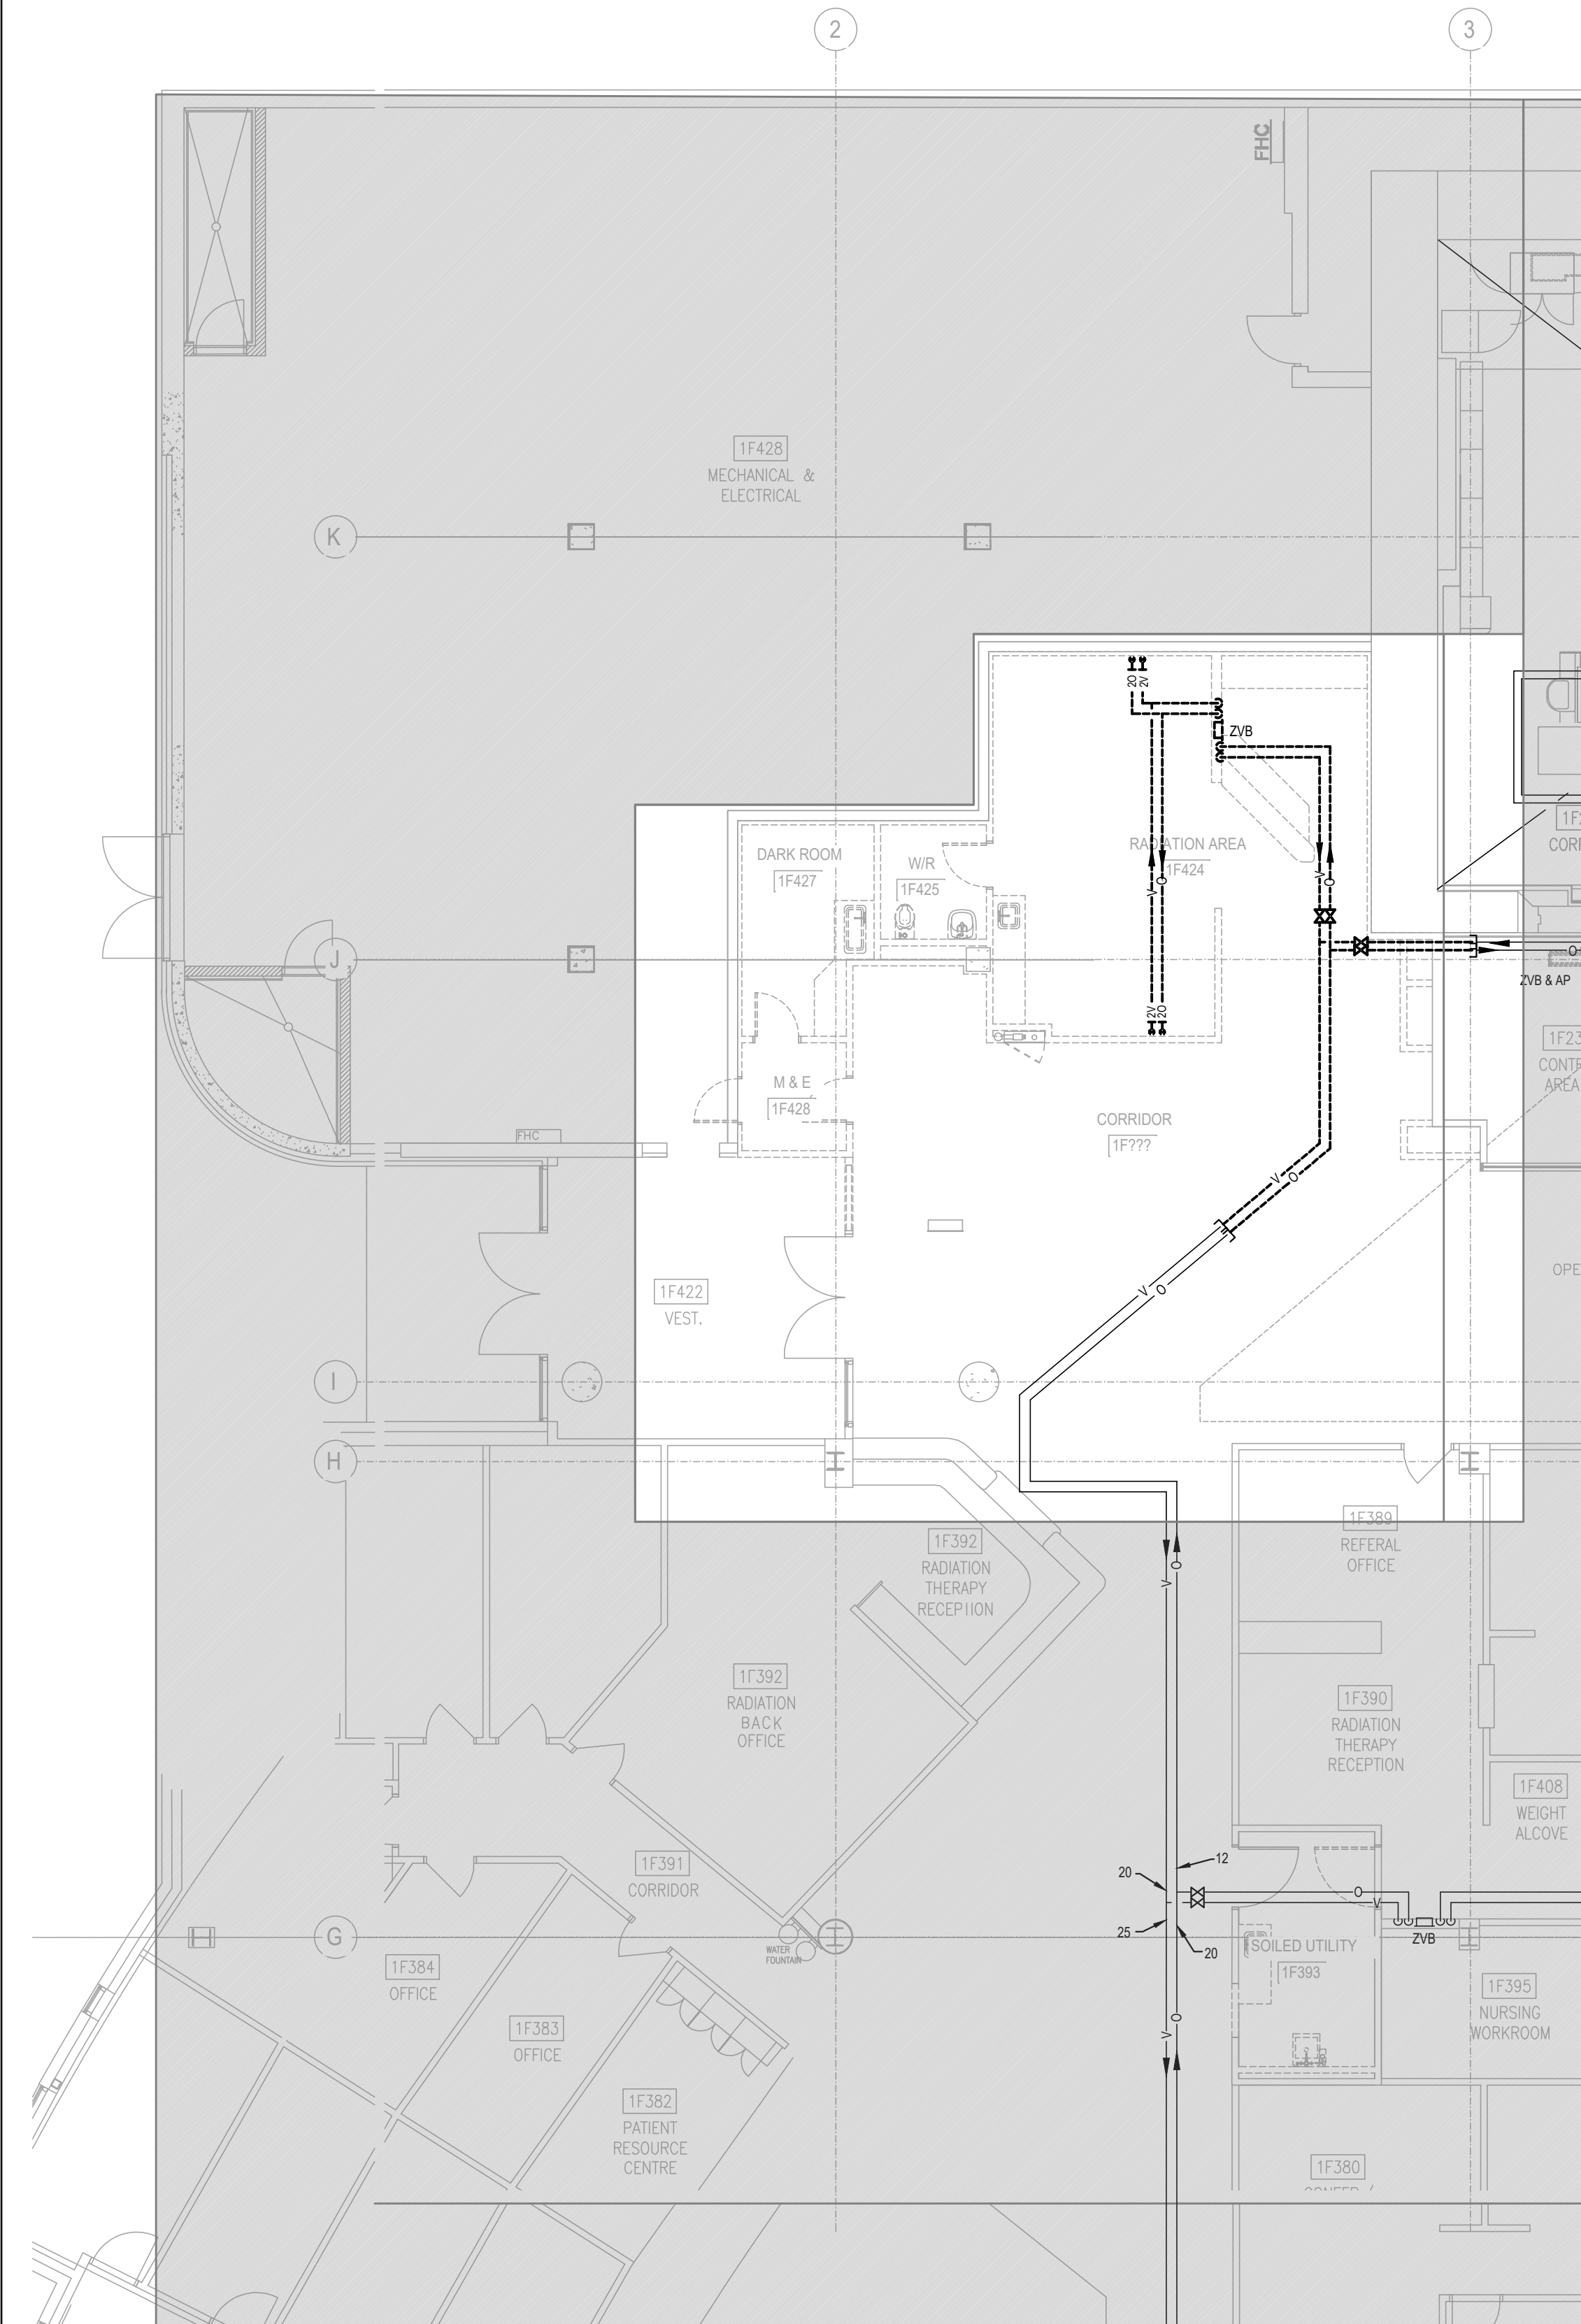 2
3
FHC
1F428
MECHANICAL &
ELECTRICAL
K
2O
2V
ZVB
DARK ROOM
1F427
W/R
1F425
RADIATION AREA
1F424
V
O
V
O
J
O
ZVB & AP
2V
2O
M & E
1F428
CORRIDOR
1F???
FHC
V
O
1F422
VEST.
V
O
OPE
I
H
1F392
RADIATION
THERAPY
RECEPTION
1F389
REFERAL
OFFICE
O
V
1F392
RADIATION
BACK
OFFICE
1F390
RADIATION
THERAPY
RECEPTION
1F408
WEIGHT
ALCOVE
1F391
CORRIDOR
12
20
O
V
25
20
ZVB
G
WATER
FOUNTAIN
SOILED UTILITY
1F393
1F384
OFFICE
1F395
NURSING
WORKROOM
1F383
OFFICE
O
V
1F382
PATIENT
RESOURCE
CENTRE
1F380